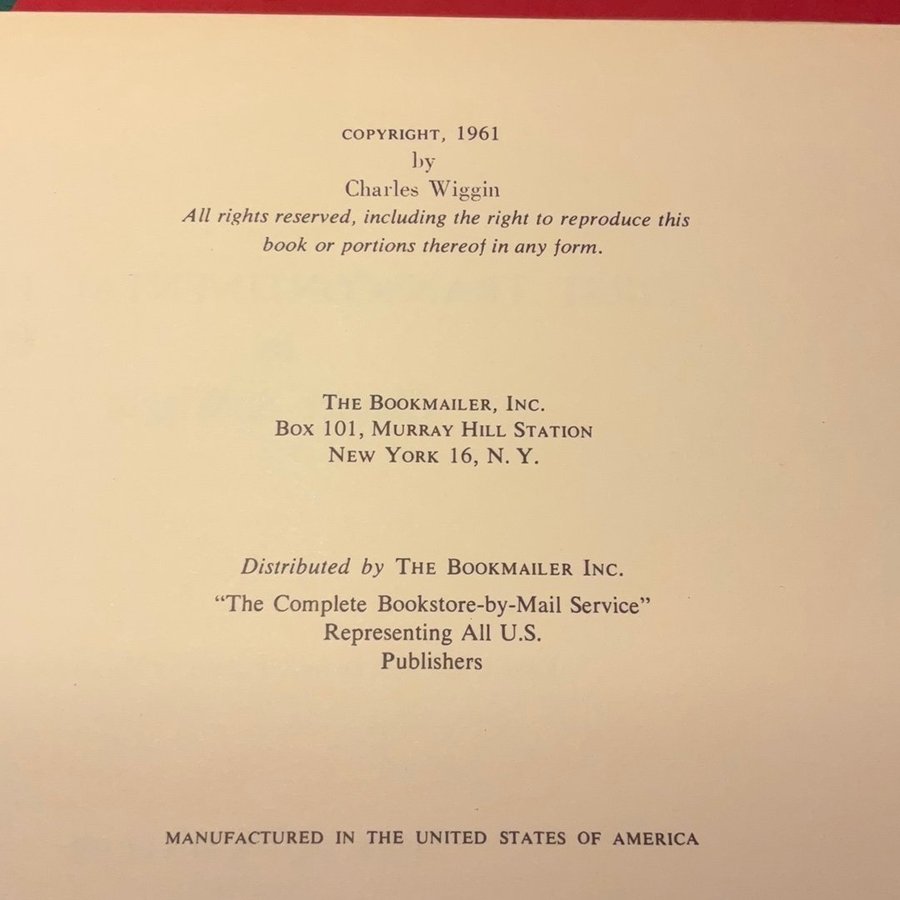 COPYRIGHT, 1961
by
Charles Wiggin
All rights reserved, including the right to reproduce this
book or portions thereof in any form.
THE BOOKMAILER, INC.
BOX 101, MURRAY HILL STATION
NEW YORK 16, N. Y.
Distributed by THE BOOKMAILER INC.
“The Complete Bookstore-by-Mail Service”
Representing All U.S.
Publishers
MANUFACTURED IN THE UNITED STATES OF AMERICA